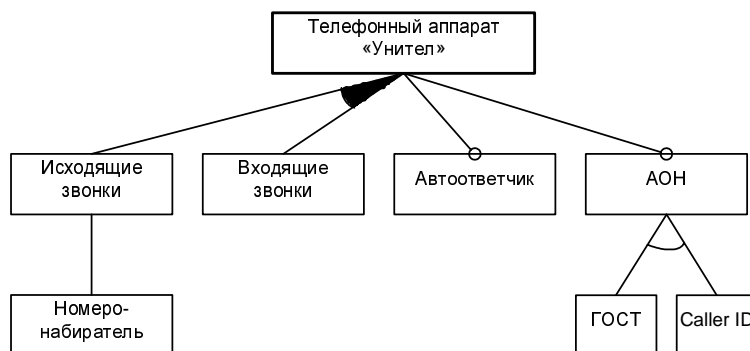 Телефонный аппарат
«Унител»
Исходящие
звонки
Входящие
звонки
Автоответчик
АОН
Номеро-
набиратель
ГОСТ
Caller ID